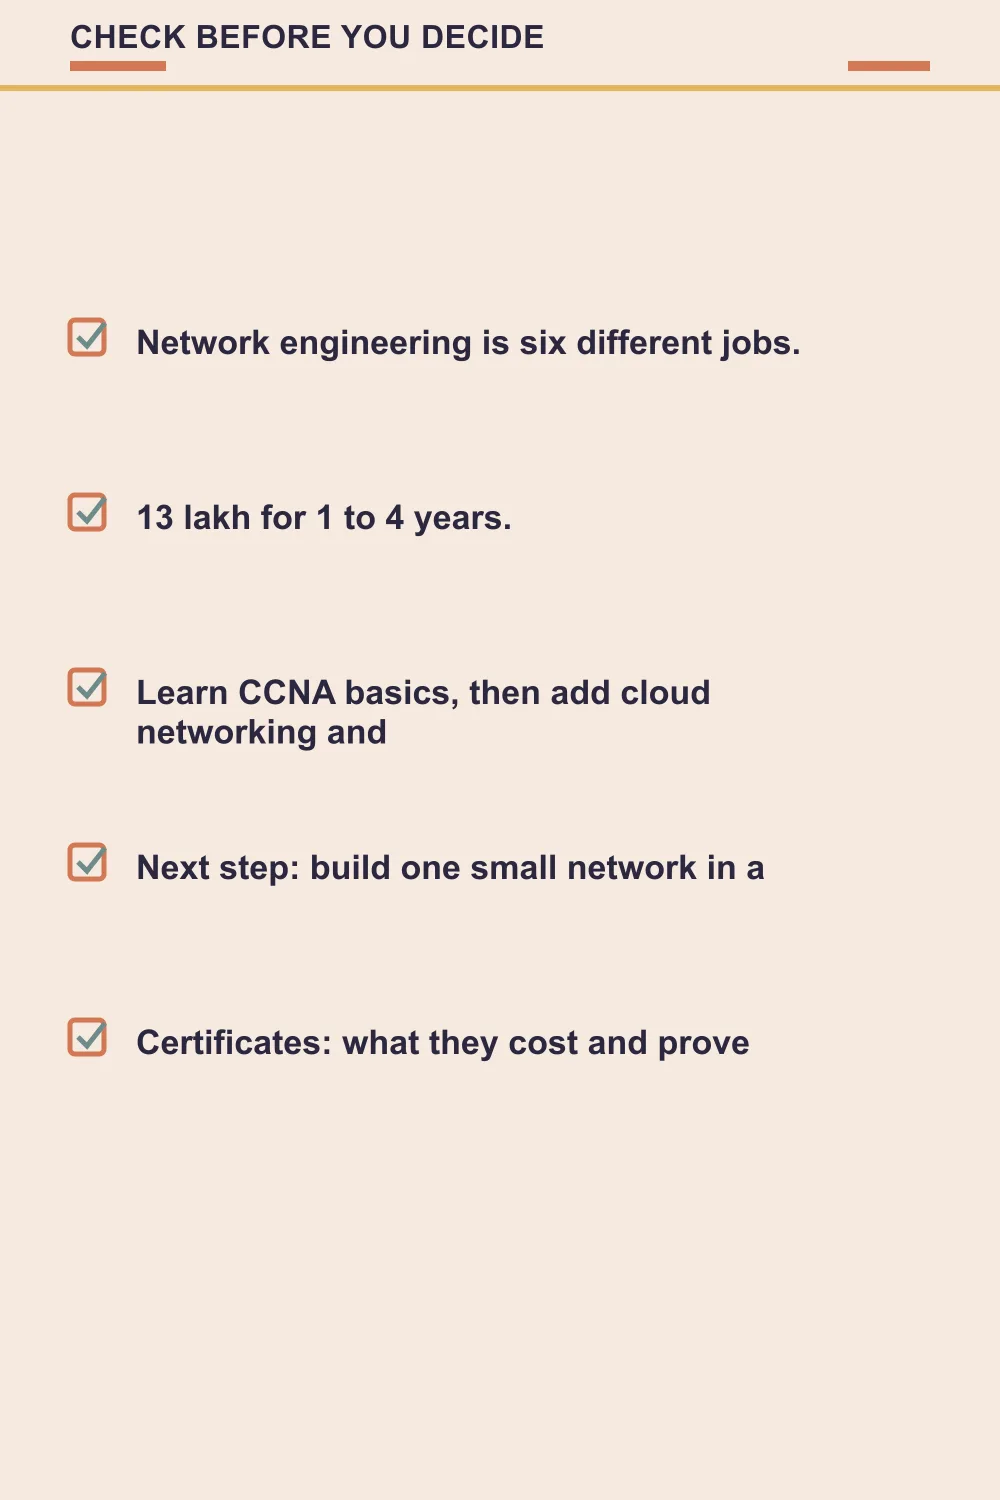 CHECK BEFORE YOU DECIDE
Network engineering is six different jobs.
13 lakh for 1 to 4 years.
Learn CCNA basics, then add cloud
networking and
Next step: build one small network in a
Certificates: what they cost and prove